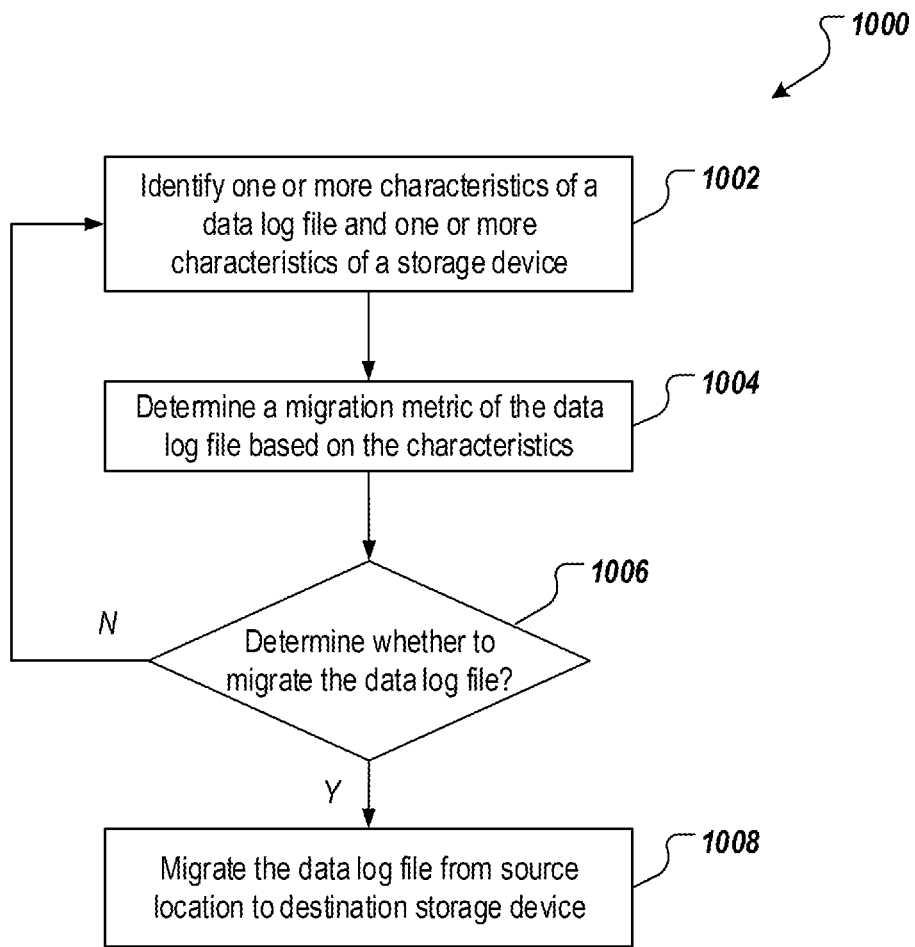 1000
Identify one or more characteristics of a
data log file and one or more
characteristics of a storage device
1002
Determine a migration metric of the data
log file based on the characteristics
1004
Determine whether to
migrate the data log file?
1006
N
Y
Migrate the data log file from source
location to destination storage device
1008